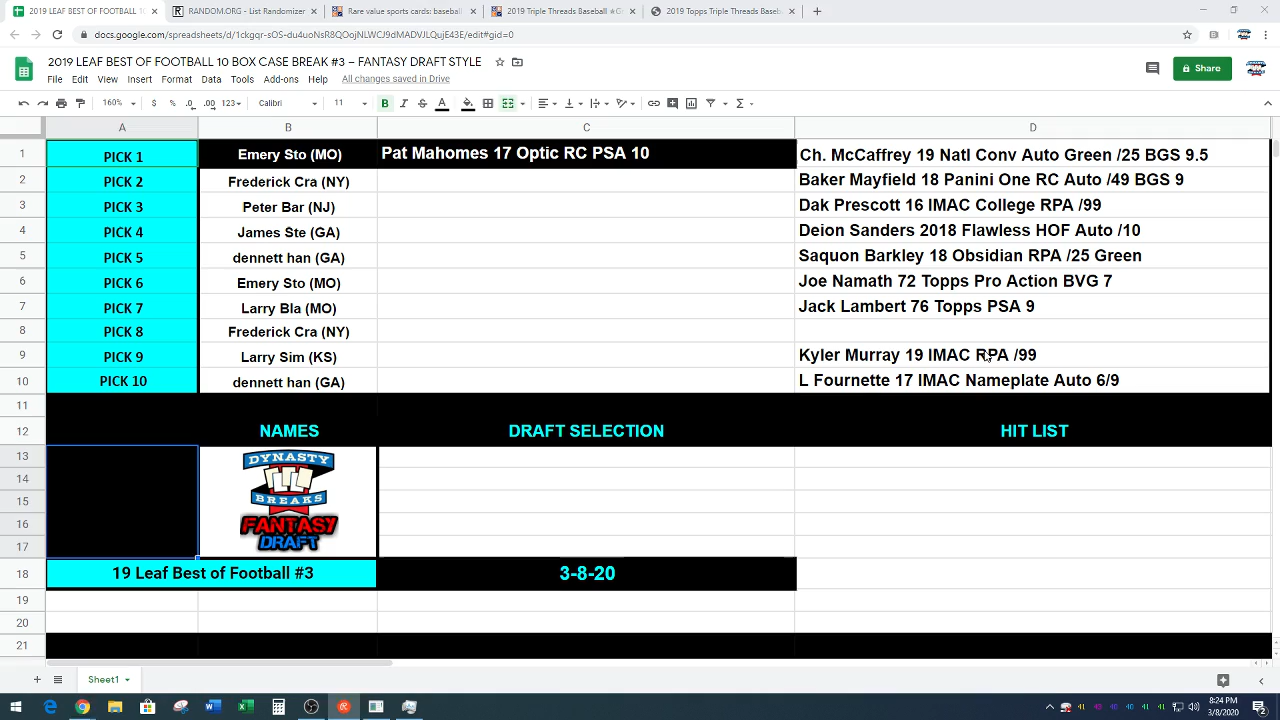 2019 LEAF BEST OF FOOTBALL 10
RANDOM.ORG - List Randomizer
Rare value sports cards: baseball
2019 Triple Threads Baseball ★G
2019 Topps Triple Threads Baseb
docs.google.com/spreadsheets/d/1ckgqr-sOS-du4uoNsR8QOojNLWCJ9dMADVJLQujE43E/edit#gid=0
2019 LEAF BEST OF FOOTBALL 10 BOX CASE BREAK #3 – FANTASY DRAFT STYLE
File Edit View Insert Format Data Tools Add-ons Help All changes saved in Drive
Share
160% $ % .0 .00 123 Calibri 11 B I S A
A B C D
1 PICK 1 Emery Sto (MO) Pat Mahomes 17 Optic RC PSA 10 Ch. McCaffrey 19 Natl Conv Auto Green /25 BGS 9.5
2 PICK 2 Frederick Cra (NY) Baker Mayfield 18 Panini One RC Auto /49 BGS 9
3 PICK 3 Peter Bar (NJ) Dak Prescott 16 IMAC College RPA /99
4 PICK 4 James Ste (GA) Deion Sanders 2018 Flawless HOF Auto /10
5 PICK 5 dennett han (GA) Saquon Barkley 18 Obsidian RPA /25 Green
6 PICK 6 Emery Sto (MO) Joe Namath 72 Topps Pro Action BVG 7
7 PICK 7 Larry Bla (MO) Jack Lambert 76 Topps PSA 9
8 PICK 8 Frederick Cra (NY)
9 PICK 9 Larry Sim (KS) Kyler Murray 19 IMAC RPA /99
10 PICK 10 dennett han (GA) L Fournette 17 IMAC Nameplate Auto 6/9
11
12 NAMES DRAFT SELECTION HIT LIST
13
14
15
16
17
DYNASTY
BREAKS
FANTASY
DRAFT
18 19 Leaf Best of Football #3 3-8-20
19
20
21
Sheet1
8:24 PM
3/8/2020